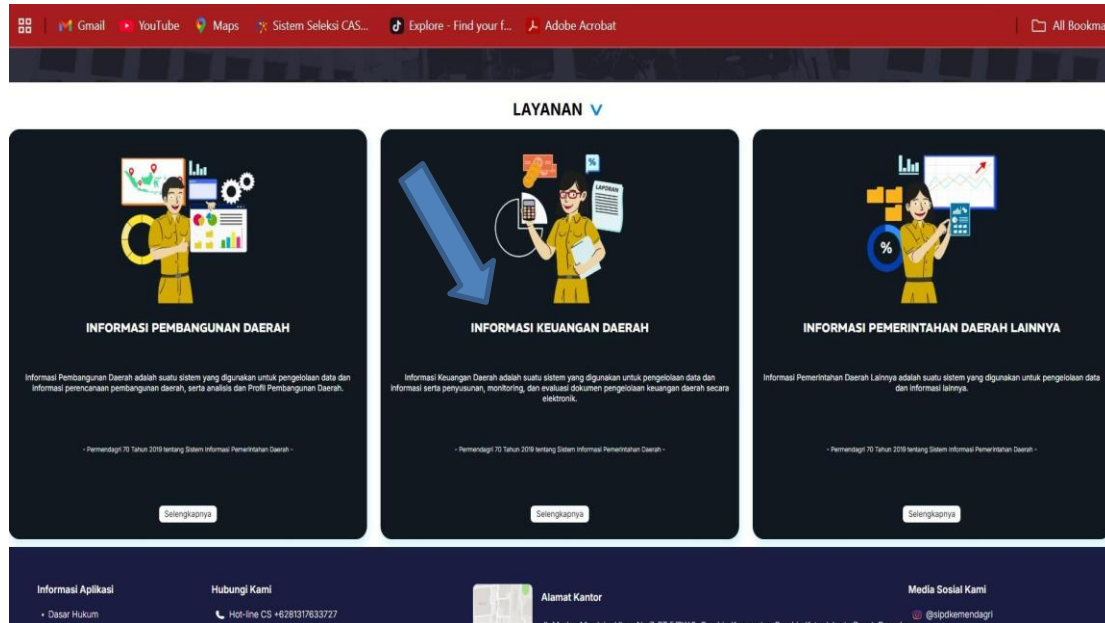 Gmail YouTube Maps Sistem Seleksi CAS... Explore - Find your f... Adobe Acrobat All Bookma
LAYANAN
LAPORAN
%
%
INFORMASI PEMBANGUNAN DAERAH
Informasi Pembangunan Daerah adalah suatu sistem yang digunakan untuk pengelolaan data dan
informasi perencanaan pembangunan daerah, serta analisis dan Profil Pembangunan Daerah.
- Permendagri 70 Tahun 2019 tentang Sistem Informasi Pemerintahan Daerah -
Selengkapnya
INFORMASI KEUANGAN DAERAH
Informasi Keuangan Daerah adalah suatu sistem yang digunakan untuk pengelolaan data dan
informasi serta penyusunan, monitoring, dan evaluasi dokumen pengelolaan keuangan daerah secara
elektronik.
- Permendagri 70 Tahun 2019 tentang Sistem Informasi Pemerintahan Daerah -
Selengkapnya
INFORMASI PEMERINTAHAN DAERAH LAINNYA
Informasi Pemerintahan Daerah Lainnya adalah suatu sistem yang digunakan untuk pengelolaan data
dan informasi lainnya.
- Permendagri 70 Tahun 2019 tentang Sistem Informasi Pemerintahan Daerah -
Selengkapnya
Informasi Aplikasi
• Dasar Hukum
Hubungi Kami
Hot-line CS +6281317633727
Alamat Kantor
Media Sosial Kami
@sipdkemendagri